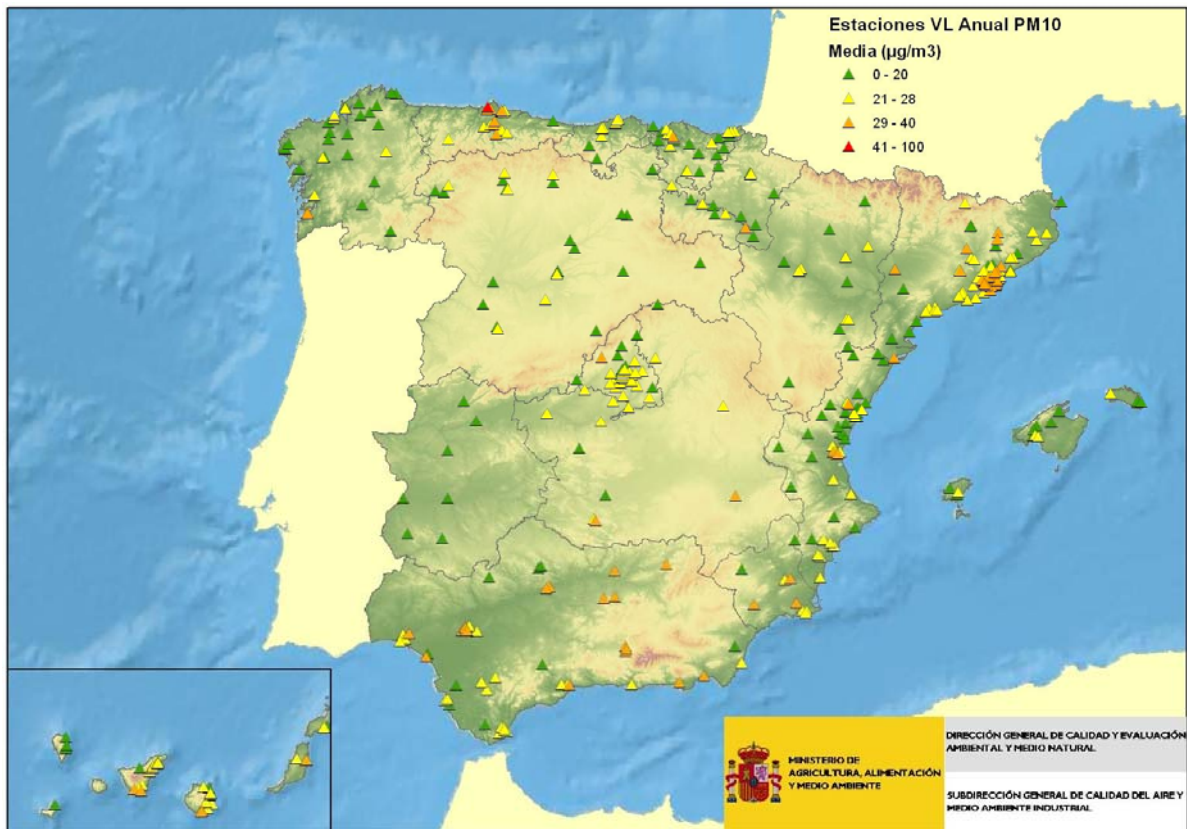 Estaciones VL Anual PM10
Media (µg/m3)
0 - 20
21 - 28
29 - 40
41 - 100
MINISTERIO DE
AGRICULTURA, ALIMENTACIÓN
Y MEDIO AMBIENTE
DIRECCIÓN GENERAL DE CALIDAD Y EVALUACIÓN
AMBIENTAL Y MEDIO NATURAL
SUBDIRECCIÓN GENERAL DE CALIDAD DEL AIRE Y
MEDIO AMBIENTE INDUSTRIAL